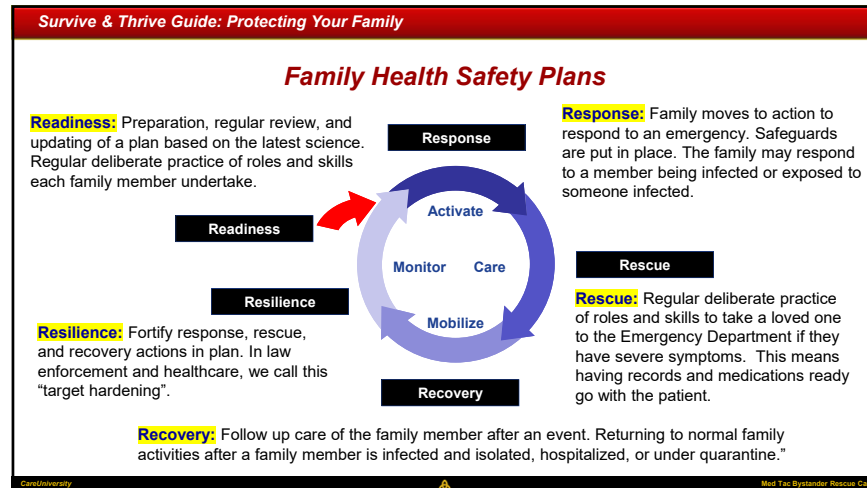 Survive & Thrive Guide: Protecting Your Family
Family Health Safety Plans
Readiness: Preparation, regular review, and
updating of a plan based on the latest science.
Regular deliberate practice of roles and skills
each family member undertake.
Response
Response: Family moves to action to
respond to an emergency. Safeguards
are put in place. The family may respond
to a member being infected or exposed to
someone infected.
Readiness
Activate
Monitor
Care
Mobilize
Rescue
Resilience
Resilience: Fortify response, rescue,
and recovery actions in plan. In law
enforcement and healthcare, we call this
“target hardening”.
Rescue: Regular deliberate practice
of roles and skills to take a loved one
to the Emergency Department if they
have severe symptoms. This means
having records and medications ready
go with the patient.
Recovery
Recovery: Follow up care of the family member after an event. Returning to normal family
activities after a family member is infected and isolated, hospitalized, or under quarantine.”
CareUniversity
Med Tac Bystander Rescue Ca